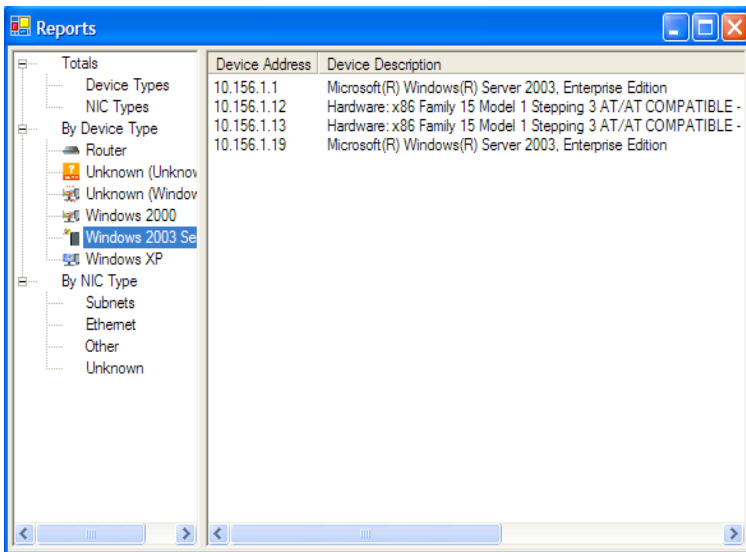 Reports
Totals
Device Types
NIC Types
By Device Type
Router
Unknown (Unknow
Unknown (Window
Windows 2000
Windows 2003 Se
Windows XP
By NIC Type
Subnets
Ethernet
Other
Unknown
Device Address Device Description
10.156.1.1 Microsoft(R) Windows(R) Server 2003, Enterprise Edition
10.156.1.12 Hardware: x86 Family 15 Model 1 Stepping 3 AT/AT COMPATIBLE -
10.156.1.13 Hardware: x86 Family 15 Model 1 Stepping 3 AT/AT COMPATIBLE -
10.156.1.19 Microsoft(R) Windows(R) Server 2003, Enterprise Edition